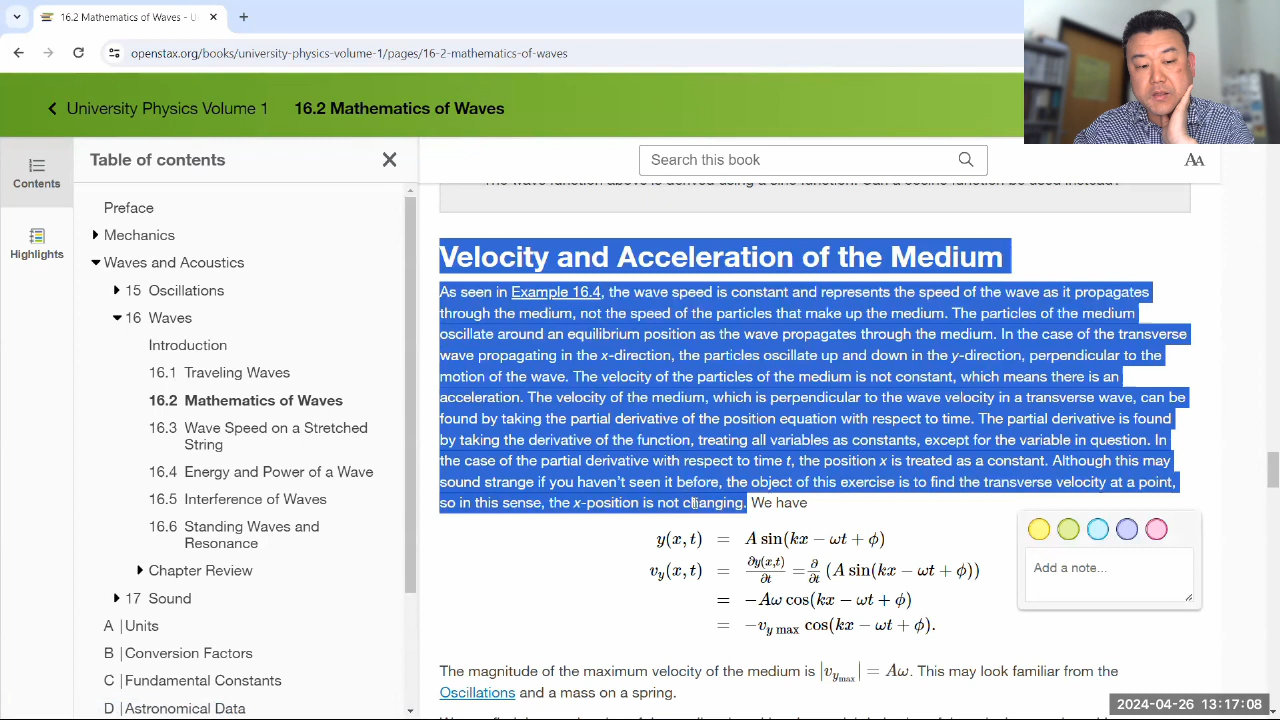 16.2 Mathematics of Waves - U
openstax.org/books/university-physics-volume-1/pages/16-2-mathematics-of-waves
University Physics Volume 1 16.2 Mathematics of Waves
Contents
Highlights
Table of contents
Preface
Mechanics
Waves and Acoustics
15 Oscillations
16 Waves
Introduction
16.1 Traveling Waves
16.2 Mathematics of Waves
16.3 Wave Speed on a Stretched
String
16.4 Energy and Power of a Wave
16.5 Interference of Waves
16.6 Standing Waves and
Resonance
Chapter Review
17 Sound
A | Units
B | Conversion Factors
C | Fundamental Constants
D | Astronomical Data
Search this book
AA
The wave function above is derived using a sine function. Can a cosine function be used instead?
Velocity and Acceleration of the Medium
As seen in Example 16.4, the wave speed is constant and represents the speed of the wave as it propagates
through the medium, not the speed of the particles that make up the medium. The particles of the medium
oscillate around an equilibrium position as the wave propagates through the medium. In the case of the transverse
wave propagating in the x-direction, the particles oscillate up and down in the y-direction, perpendicular to the
motion of the wave. The velocity of the particles of the medium is not constant, which means there is an
acceleration. The velocity of the medium, which is perpendicular to the wave velocity in a transverse wave, can be
found by taking the partial derivative of the position equation with respect to time. The partial derivative is found
by taking the derivative of the function, treating all variables as constants, except for the variable in question. In
the case of the partial derivative with respect to time t, the position x is treated as a constant. Although this may
sound strange if you haven't seen it before, the object of this exercise is to find the transverse velocity at a point,
so in this sense, the x-position is not changing. We have
y(x, t) = A sin(kx − ωt + ϕ)
v_y(x, t) = ∂y(x,t)/∂t = ∂/∂t (A sin(kx − ωt + ϕ))
= −Aω cos(kx − ωt + ϕ)
= −v_y max cos(kx − ωt + ϕ).
Add a note...
The magnitude of the maximum velocity of the medium is |v_y_max| = Aω. This may look familiar from the
Oscillations and a mass on a spring.
2024-04-26 13:17:08